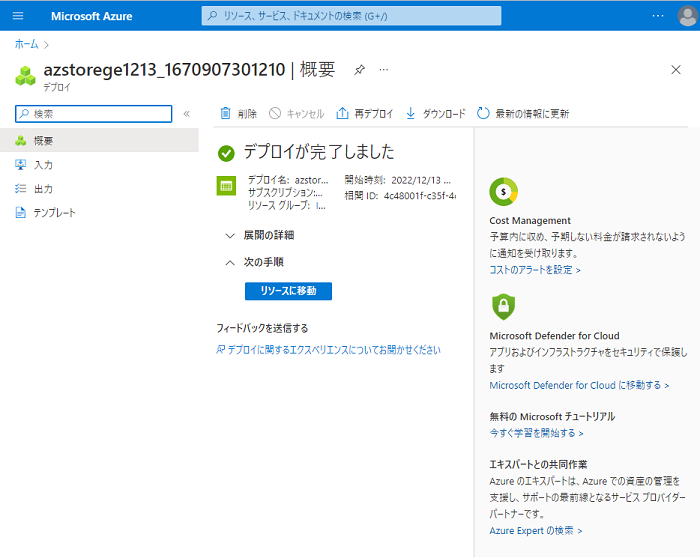 Microsoft Azure
リソース、サービス、ドキュメントの検索 (G+/)
ホーム >
azstorege1213_1670907301210 | 概要
デプロイ
検索
削除
キャンセル
再デプロイ
ダウンロード
最新の情報に更新
概要
入力
出力
テンプレート
デプロイが完了しました
デプロイ名: azstor...
サブスクリプション:...
リソース グループ: I...
開始時刻: 2022/12/13 ...
相関 ID: 4c48001f-c35f-4
展開の詳細
次の手順
リソースに移動
フィードバックを送信する
デプロイに関するエクスペリエンスについてお聞かせください
Cost Management
予算内に収め、予期しない料金が請求されないよう
に通知を受け取ります。
コストのアラートを設定 >
Microsoft Defender for Cloud
アプリおよびインフラストラクチャをセキュリティで保護しま
す
Microsoft Defender for Cloud に移動する >
無料の Microsoft チュートリアル
今すぐ学習を開始する >
エキスパートとの共同作業
Azure のエキスパートは、Azure での資産の管理を
支援し、サポートの最前線となるサービス プロバイダー
パートナーです。
Azure Expert の検索 >